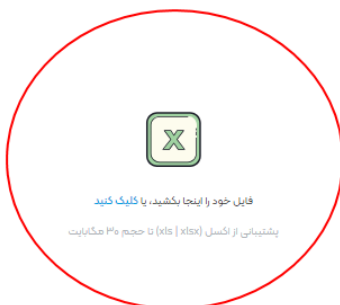 X
فایل خود را اینجا بکشید، یا کلیک کنید
پشتیبانی از اکسل (xls | xlsx) تا حجم ۳۰ مگابایت